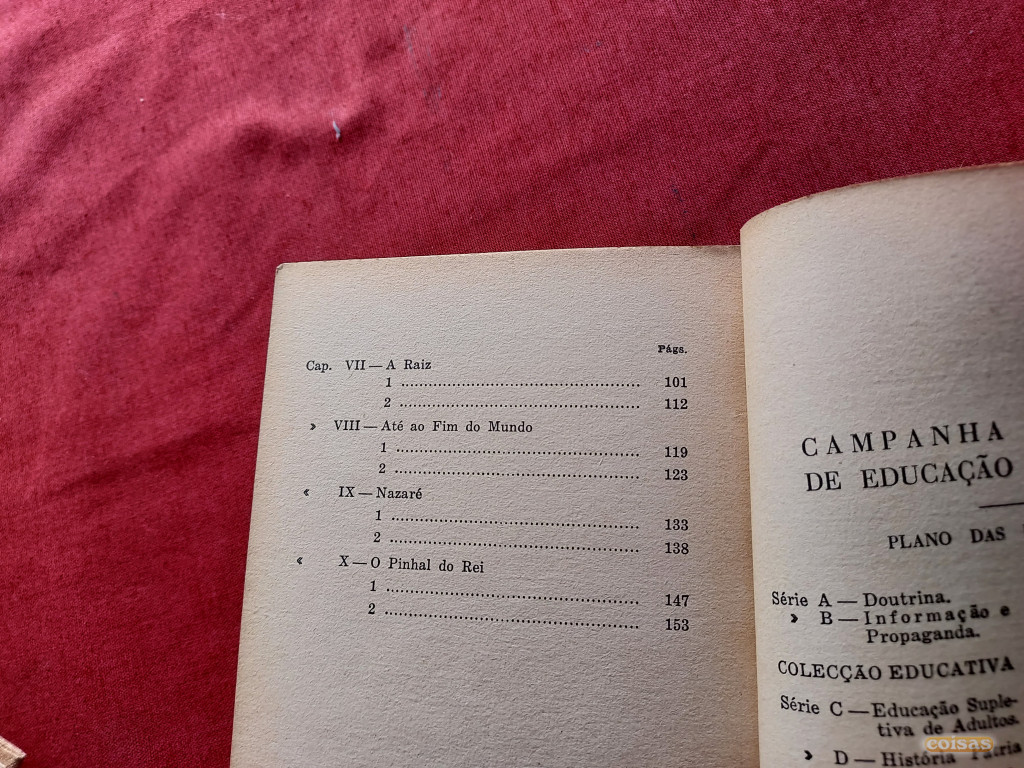 Págs.
Cap. VII — A Raiz
1 ........................................ 101
2 ........................................ 112
» VIII — Até ao Fim do Mundo
1 ........................................ 119
2 ........................................ 123
« IX — Nazaré
1 ........................................ 133
2 ........................................ 138
« X — O Pinhal do Rei
1 ........................................ 147
2 ........................................ 153
CAMPANHA
DE EDUCAÇÃO
PLANO DAS
Série A — Doutrina.
» B — Informação e
Propaganda.
COLECÇÃO EDUCATIVA
Série C — Educação Suple-
tiva de Adultos.
» D — História Pátria
coisas